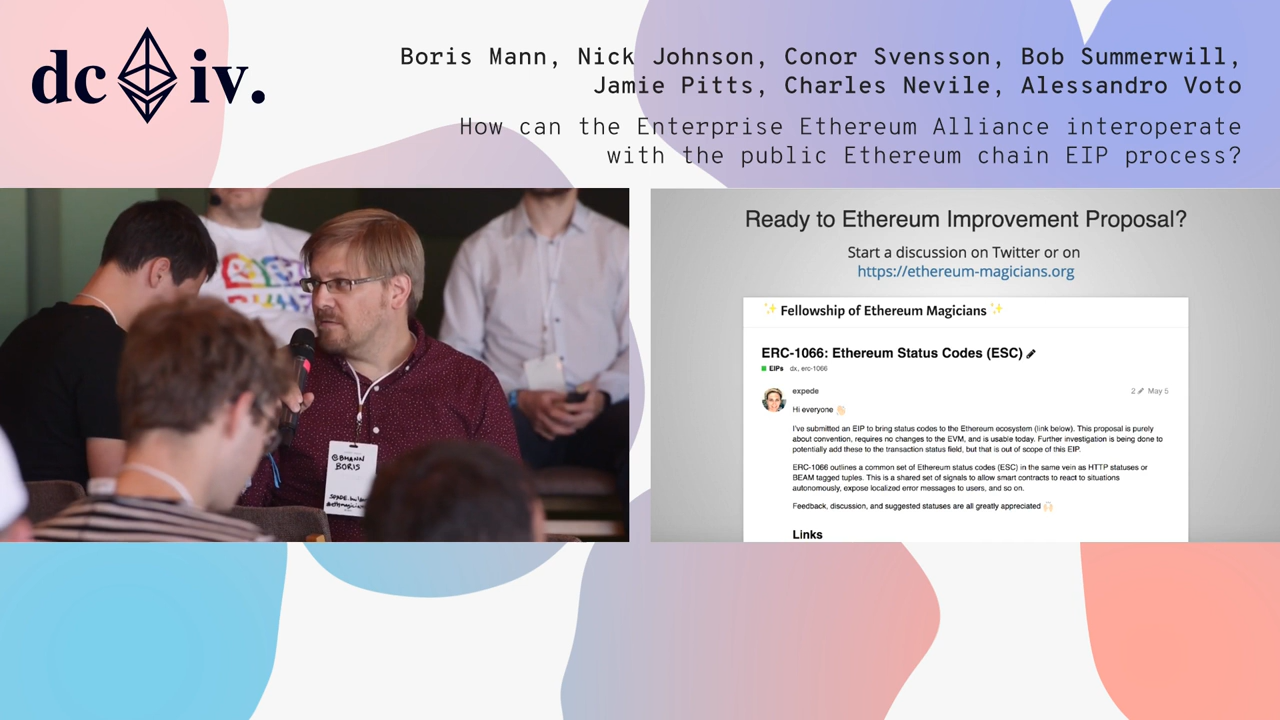 dc iv.
Boris Mann, Nick Johnson, Conor Svensson, Bob Summerwill,
Jamie Pitts, Charles Nevile, Alessandro Voto
How can the Enterprise Ethereum Alliance interoperate
with the public Ethereum chain EIP process?
@BMANN
BORIS
Ready to Ethereum Improvement Proposal?
Start a discussion on Twitter or on
https://ethereum-magicians.org
✨ Fellowship of Ethereum Magicians ✨
ERC-1066: Ethereum Status Codes (ESC)
EIPs dx, erc-1066
expede
2 May 5
Hi everyone 👋🏻
I've submitted an EIP to bring status codes to the Ethereum ecosystem (link below). This proposal is purely
about convention, requires no changes to the EVM, and is usable today. Further investigation is being done to
potentially add these to the transaction status field, but that is out of scope of this EIP.
ERC-1066 outlines a common set of Ethereum status codes (ESC) in the same vein as HTTP statuses or
BEAM tagged tuples. This is a shared set of signals to allow smart contracts to react to situations
autonomously, expose localized error messages to users, and so on.
Feedback, discussion, and suggested statuses are all greatly appreciated 🙌🏻
Links